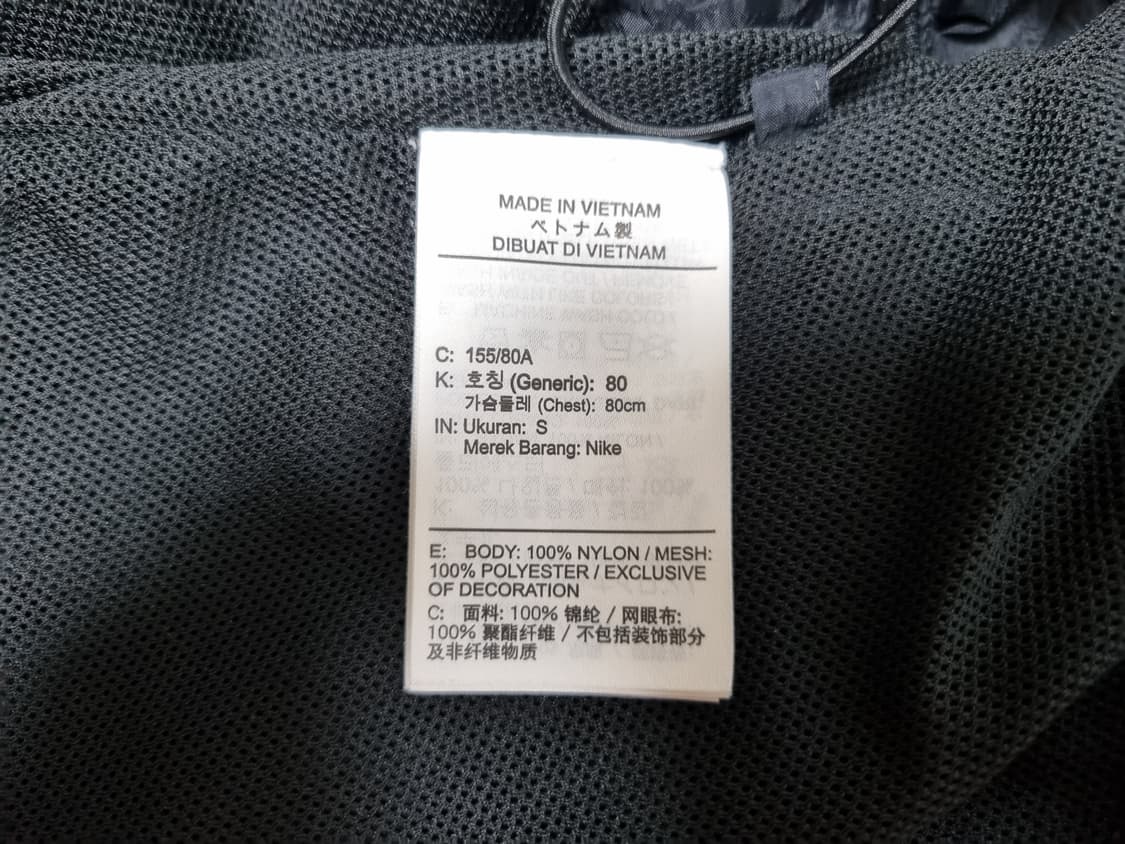 MADE IN VIETNAM
ベトナム製
DIBUAT DI VIETNAM
C: 155/80A
K: 호칭 (Generic): 80
가슴둘레 (Chest): 80cm
IN: Ukuran: S
Merek Barang: Nike
E: BODY: 100% NYLON / MESH:
100% POLYESTER / EXCLUSIVE
OF DECORATION
C: 面料: 100% 锦纶 / 网眼布:
100% 聚酯纤维 / 不包括装饰部分
及非纤维物质